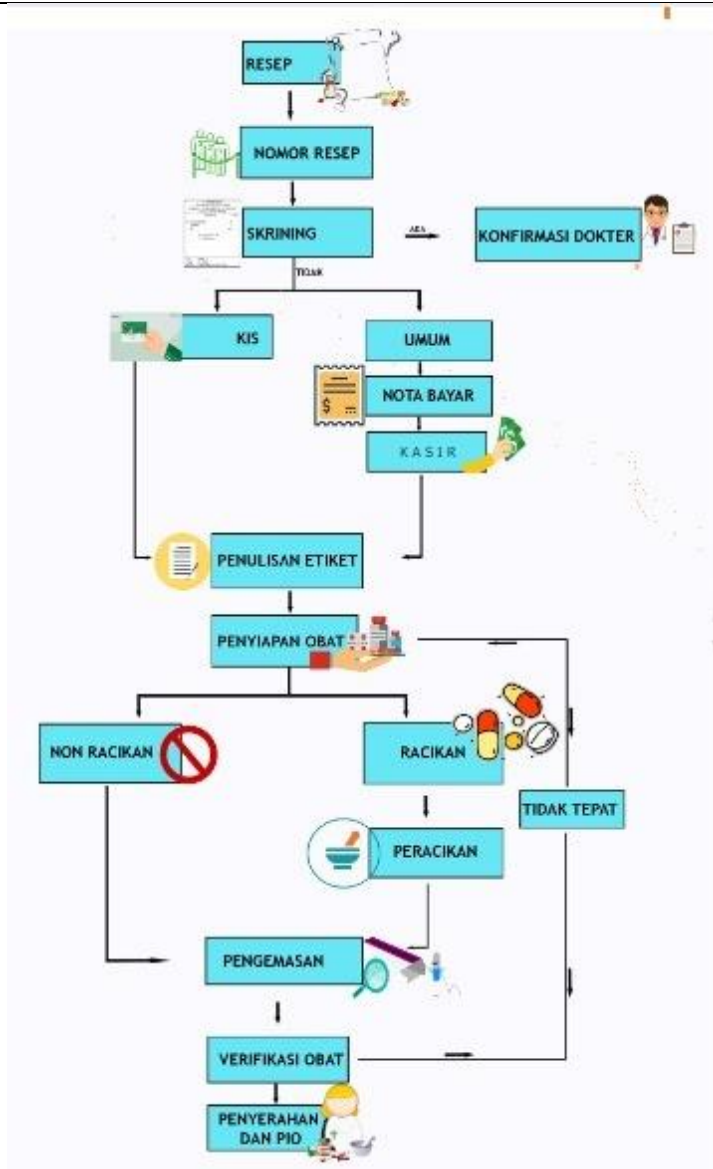 RESEP
NOMOR RESEP
SKRINING
ADA
KONFIRMASI DOKTER
TIDAK
KIS
UMUM
NOTA BAYAR
$
KASIR
PENULISAN ETIKET
PENYIAPAN OBAT
NON RACIKAN
RACIKAN
TIDAK TEPAT
PERACIKAN
PENGEMASAN
VERIFIKASI OBAT
PENYERAHAN
DAN PIO